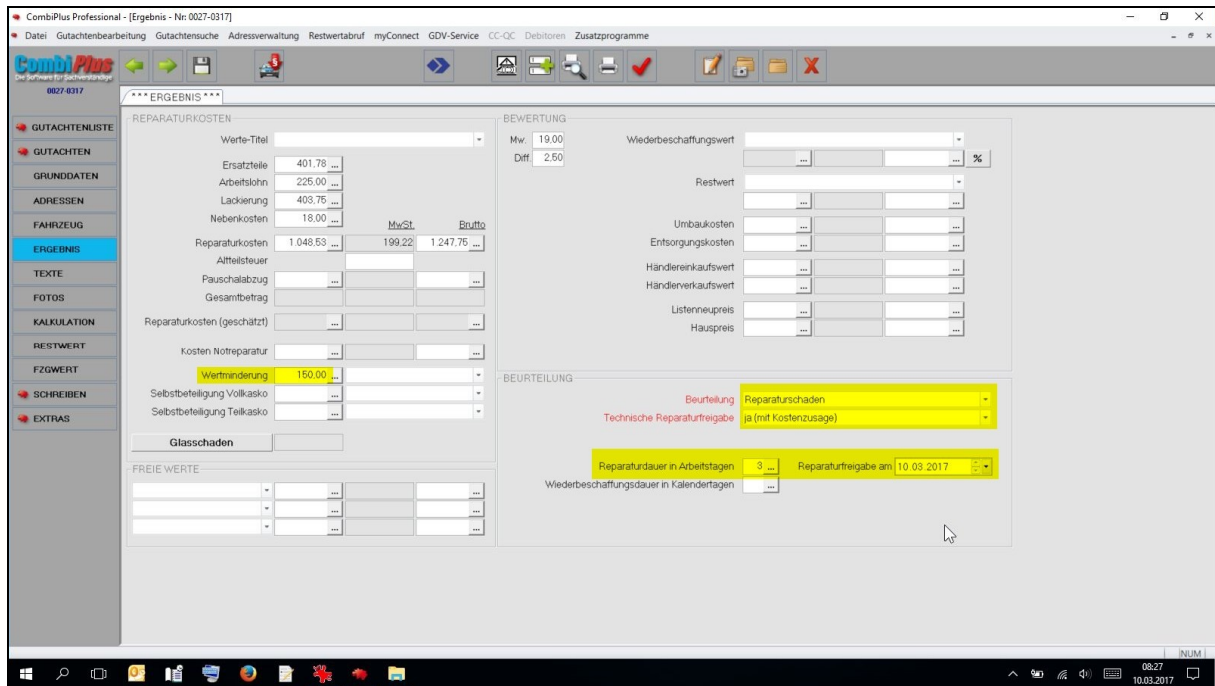 CombiPlus Professional - [Ergebnis - Nr: 0027-0317]
Datei Gutachtenbearbeitung Gutachtensuche Adressverwaltung Restwertabruf myConnect GDV-Service CC-QC Debitoren Zusatzprogramme
CombiPlus
Die Software für Sachverständige
0027-0317
***ERGEBNIS***
GUTACHTENLISTE
GUTACHTEN
GRUNDDATEN
ADRESSEN
FAHRZEUG
ERGEBNIS
TEXTE
FOTOS
KALKULATION
RESTWERT
FZGWERT
SCHREIBEN
EXTRAS
REPARATURKOSTEN
Werte-Titel
Ersatzteile 401,78 ...
Arbeitslohn 225,00 ...
Lackierung 403,75 ...
Nebenkosten 18,00 ...
MwSt. Brutto
Reparaturkosten 1.048,53 ... 199,22 1.247,75 ...
Altteilsteuer
Pauschalabzug ... ...
Gesamtbetrag
Reparaturkosten (geschätzt) ... ...
Kosten Notreparatur ... ...
Wertminderung 150,00 ...
Selbstbeteiligung Vollkasko ...
Selbstbeteiligung Teilkasko ...
Glasschaden
FREIE WERTE
... ...
... ...
... ...
BEWERTUNG
Mw. 19,00 Wiederbeschaffungswert
Diff. 2,50 ... ... %
Restwert
... ...
Umbaukosten ... ...
Entsorgungskosten ... ...
Händlereinkaufswert ... ...
Händlerverkaufswert ... ...
Listenneupreis ... ...
Hauspreis ... ...
BEURTEILUNG
Beurteilung Reparaturschaden
Technische Reparaturfreigabe ja (mit Kostenzusage)
Reparaturdauer in Arbeitstagen 3 ... Reparaturfreigabe am 10.03.2017
Wiederbeschaffungsdauer in Kalendertagen ...
NUM
08:27
10.03.2017